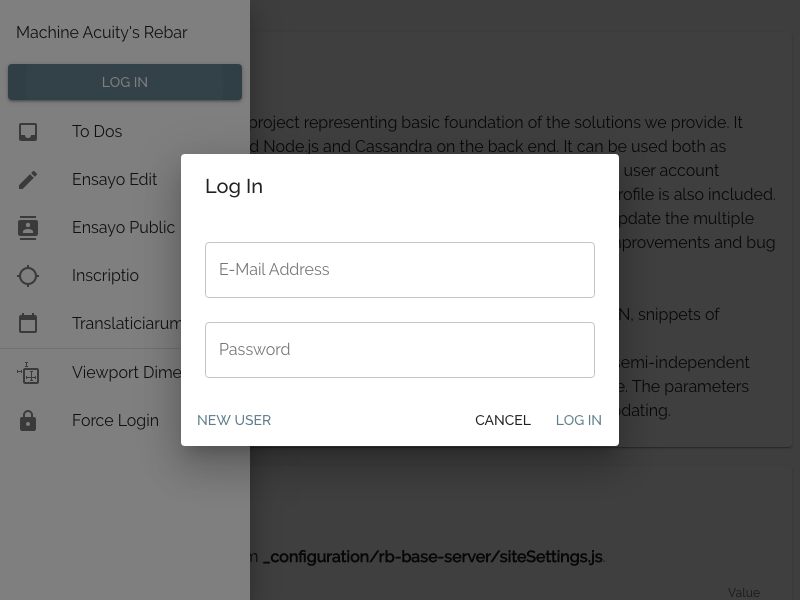 Machine Acuity's Rebar
LOG IN
To Dos
Ensayo Edit
Ensayo Public
Inscriptio
Translaticiarum
Viewport Dime
Force Login
project representing basic foundation of the solutions we provide. It
Node.js and Cassandra on the back end. It can be used both as
user account
rofile is also included.
pdate the multiple
provements and bug
N, snippets of
semi-independent
e. The parameters
dating.
_configuration/rb-base-server/siteSettings.js.
Value
Log In
E-Mail Address
Password
NEW USER
CANCEL
LOG IN